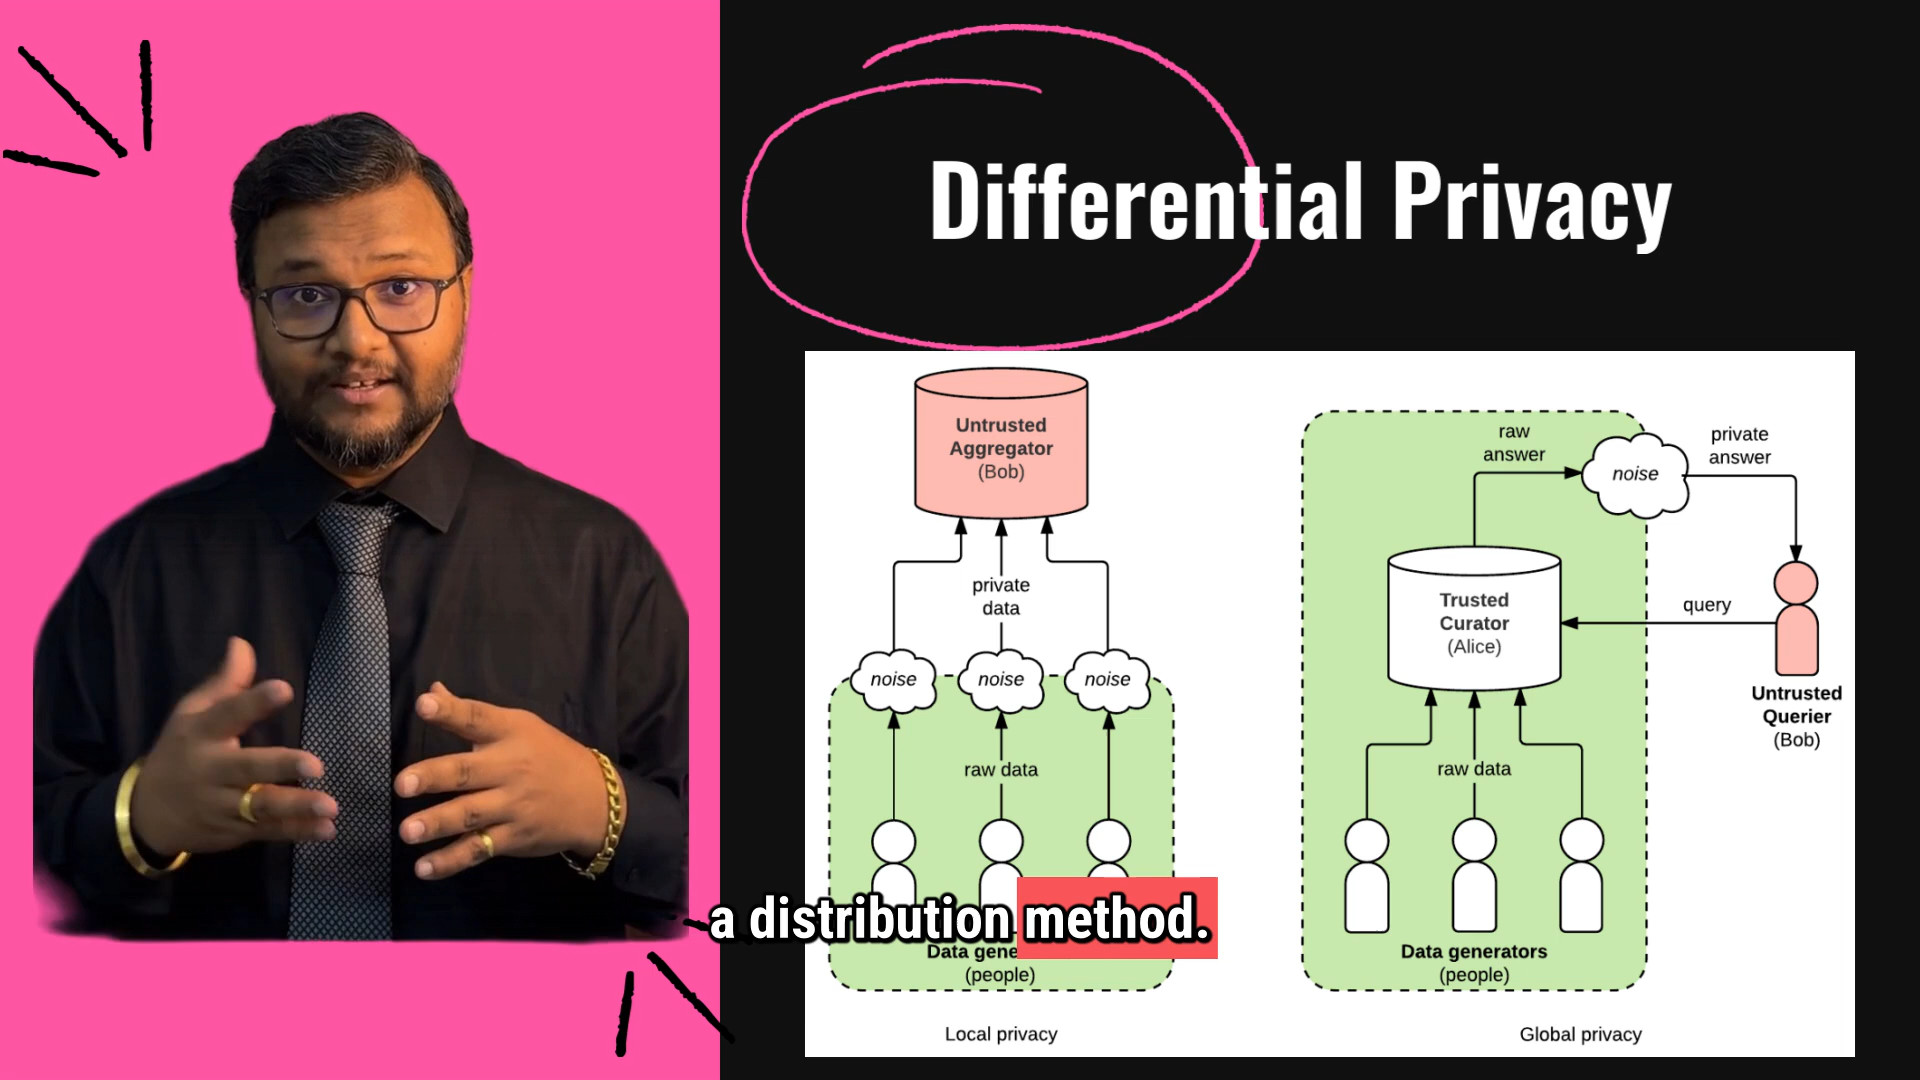 Differential Privacy
Untrusted
Aggregator
(Bob)
private
data
noise
noise
noise
raw data
a distribution method.
Data gene
(people)
Local privacy
raw
answer
noise
private
answer
Trusted
Curator
(Alice)
query
Untrusted
Querier
(Bob)
raw data
Data generators
(people)
Global privacy